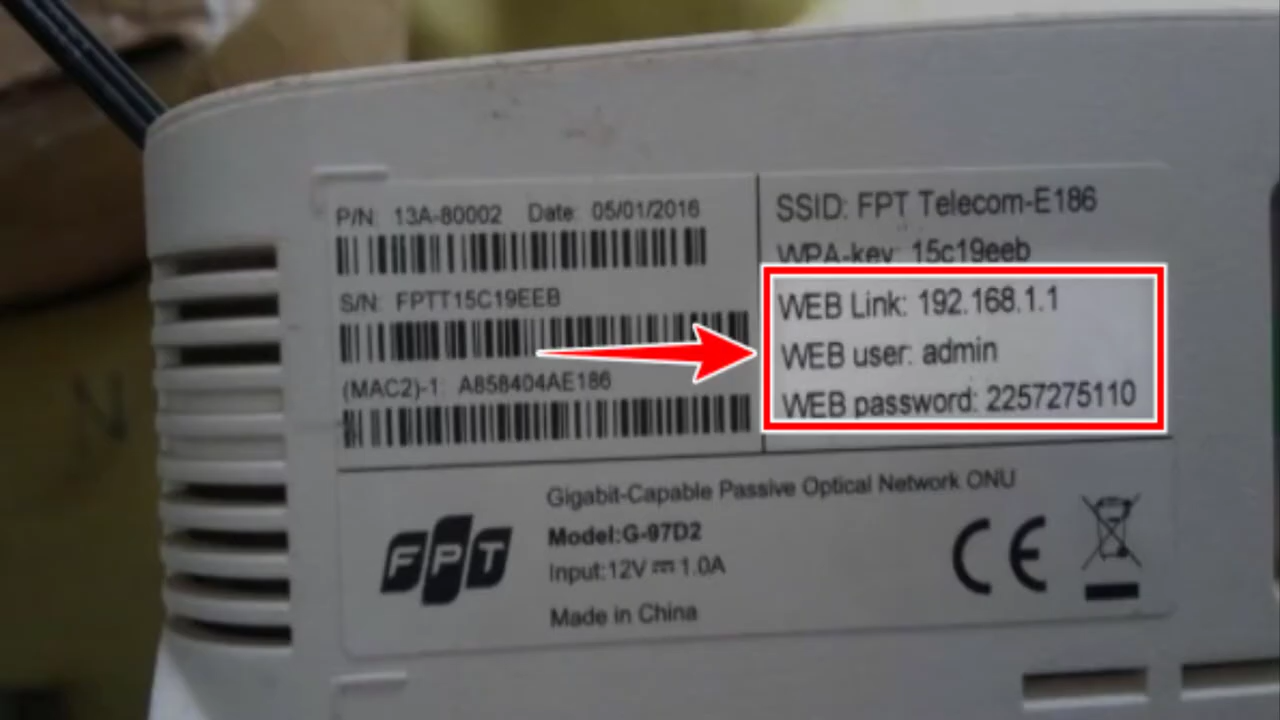 P/N: 13A-80002 Date: 05/01/2016
S/N: FPTT15C19EEB
(MAC2)-1: A858404AE186
SSID: FPT Telecom-E186
WPA-key: 15c19eeb
WEB Link: 192.168.1.1
WEB user: admin
WEB password: 2257275110
Gigabit-Capable Passive Optical Network ONU
FPT
Model:G-97D2
Input:12V⎓1.0A
Made in China
CE